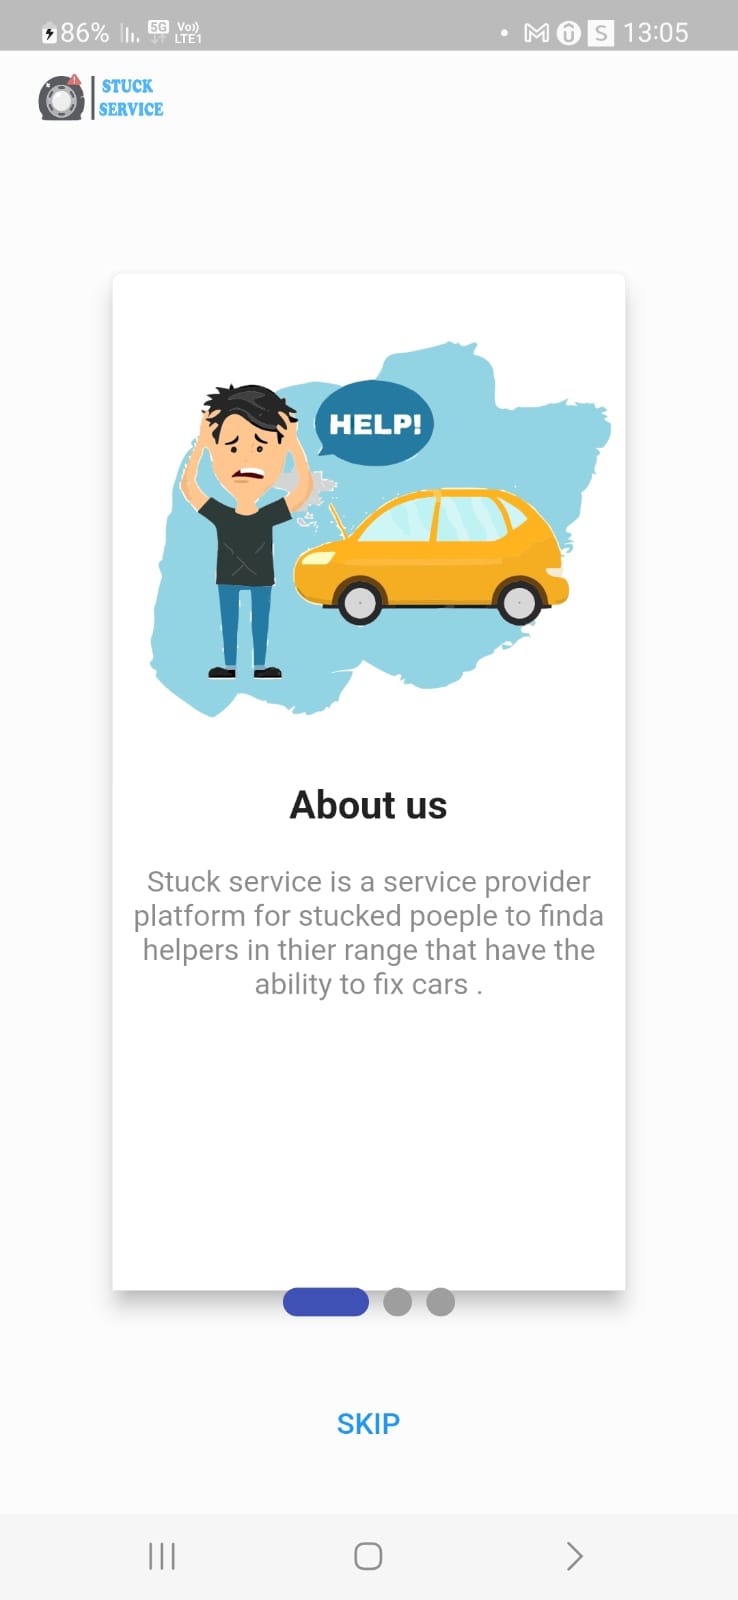 86% 5G Vo)) LTE1 S 13:05
STUCK
SERVICE
HELP!
About us
Stuck service is a service provider
platform for stucked poeple to finda
helpers in thier range that have the
ability to fix cars .
SKIP